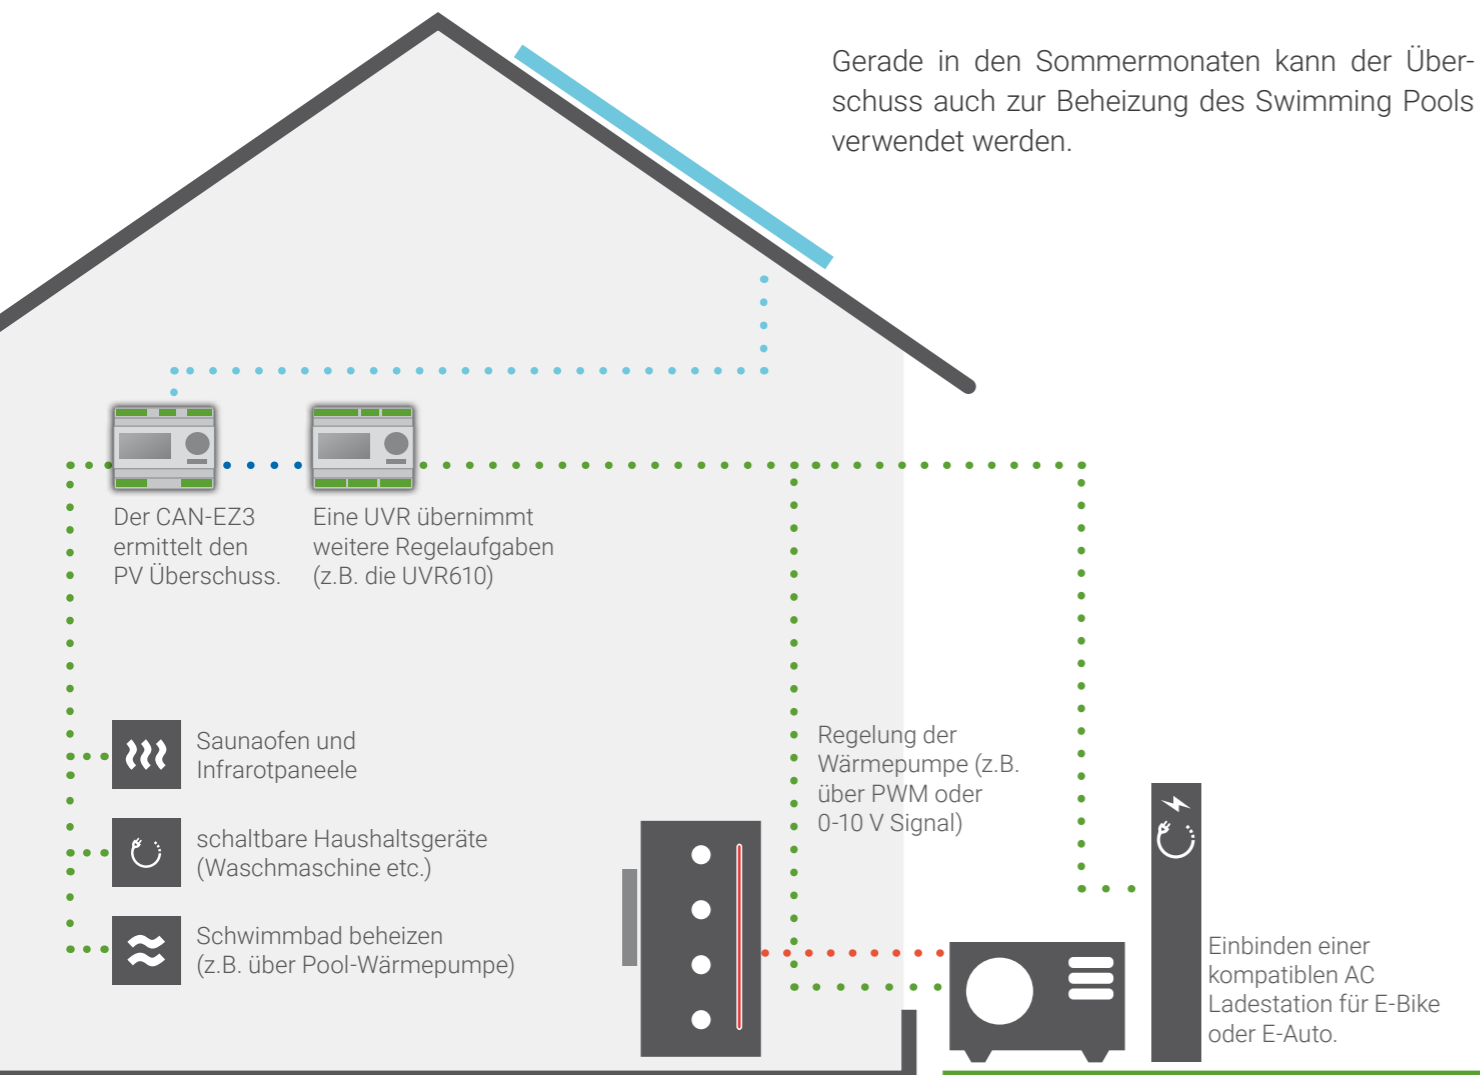 Gerade in den Sommermonaten kann der Über-
schuss auch zur Beheizung des Swimming Pools
verwendet werden.
Der CAN-EZ3
ermittelt den
PV Überschuss.
Eine UVR übernimmt
weitere Regelaufgaben
(z.B. die UVR610)
Saunaofen und
Infrarotpaneele
schaltbare Haushaltsgeräte
(Waschmaschine etc.)
Schwimmbad beheizen
(z.B. über Pool-Wärmepumpe)
Regelung der
Wärmepumpe (z.B.
über PWM oder
0-10 V Signal)
Einbinden einer
kompatiblen AC
Ladestation für E-Bike
oder E-Auto.